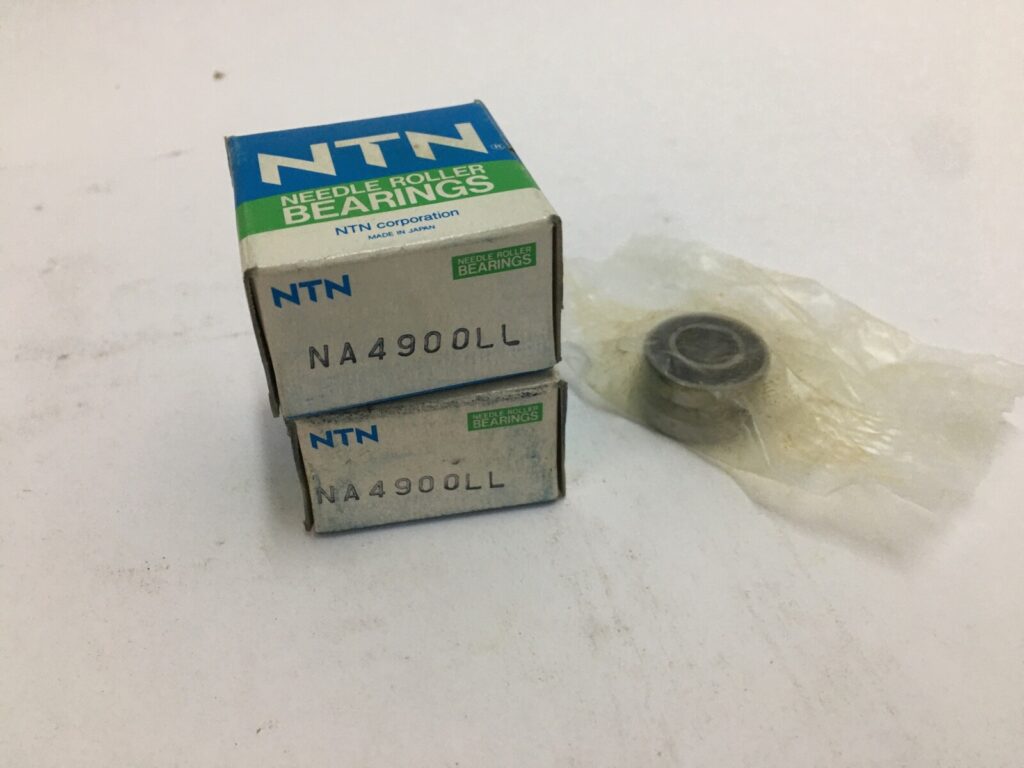 NTN®
NEEDLE ROLLER
BEARINGS
NTN corporation
MADE IN JAPAN
NTN
NEEDLE ROLLER
BEARINGS
NA4900LL
NTN
NEEDLE ROLLER
BEARINGS
NA4900LL